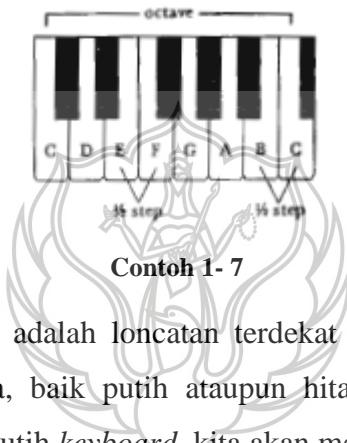 octave
C D E F G A B C
½ step ½ step
Contoh 1- 7
adalah loncatan terdekat
baik putih ataupun hita
utih keyboard, kita akan m